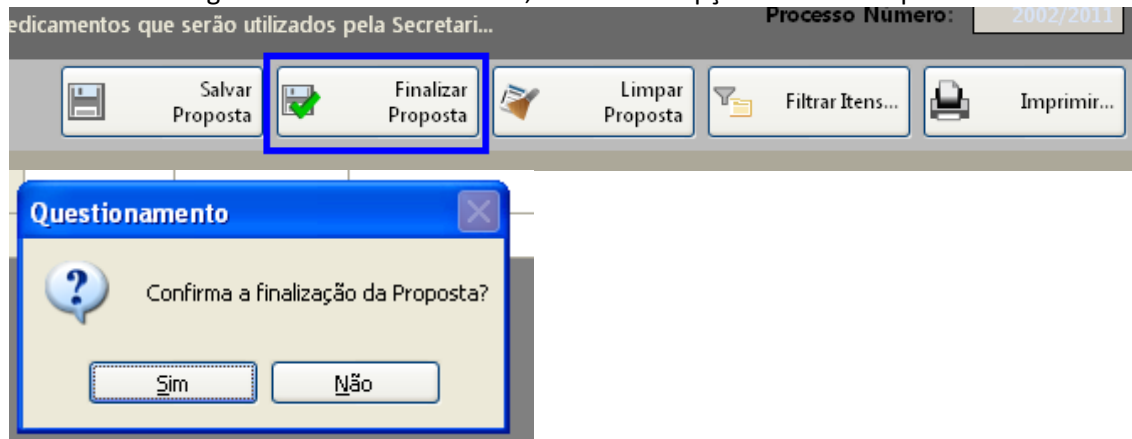 edicamentos que serão utilizados pela Secretari...
Processo Número: 2002/2011
Salvar
Proposta
Finalizar
Proposta
Limpar
Proposta
Filtrar Itens...
Imprimir...
Questionamento
Confirma a finalização da Proposta?
Sim
Não